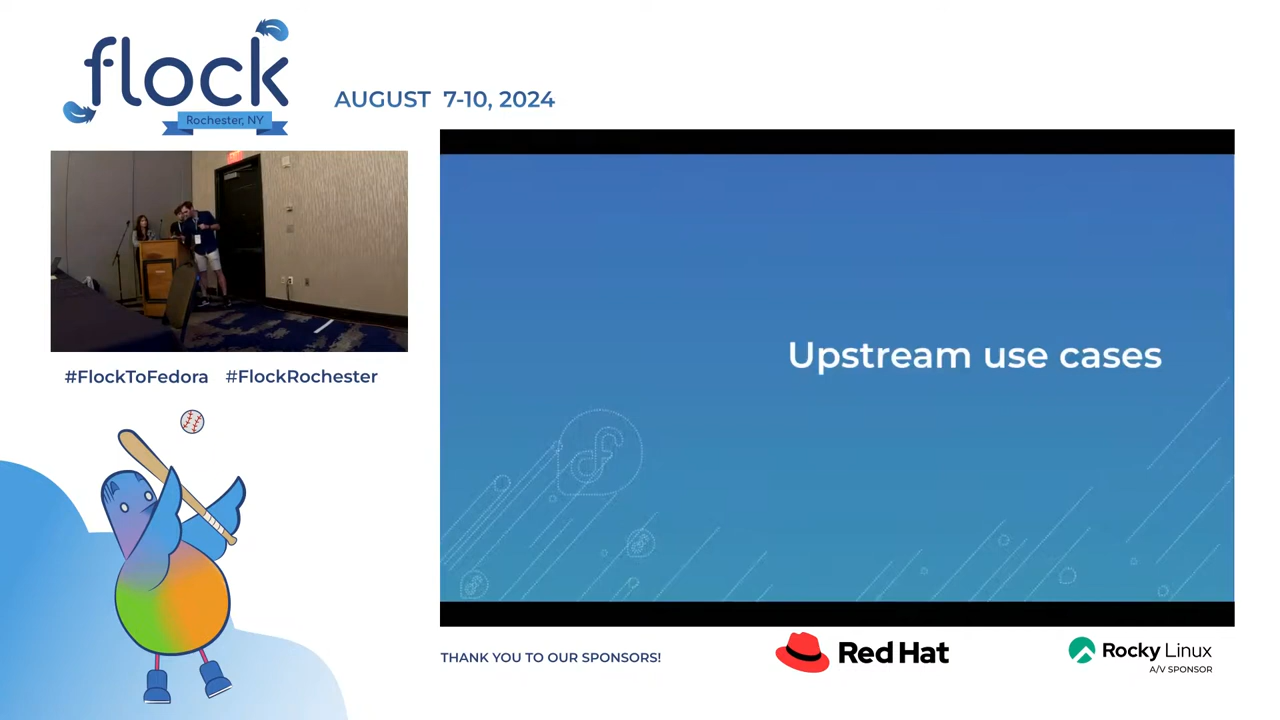 flock
Rochester, NY
AUGUST 7-10, 2024
#FlockToFedora #FlockRochester
Upstream use cases
THANK YOU TO OUR SPONSORS!
Red Hat
Rocky Linux
A/V SPONSOR